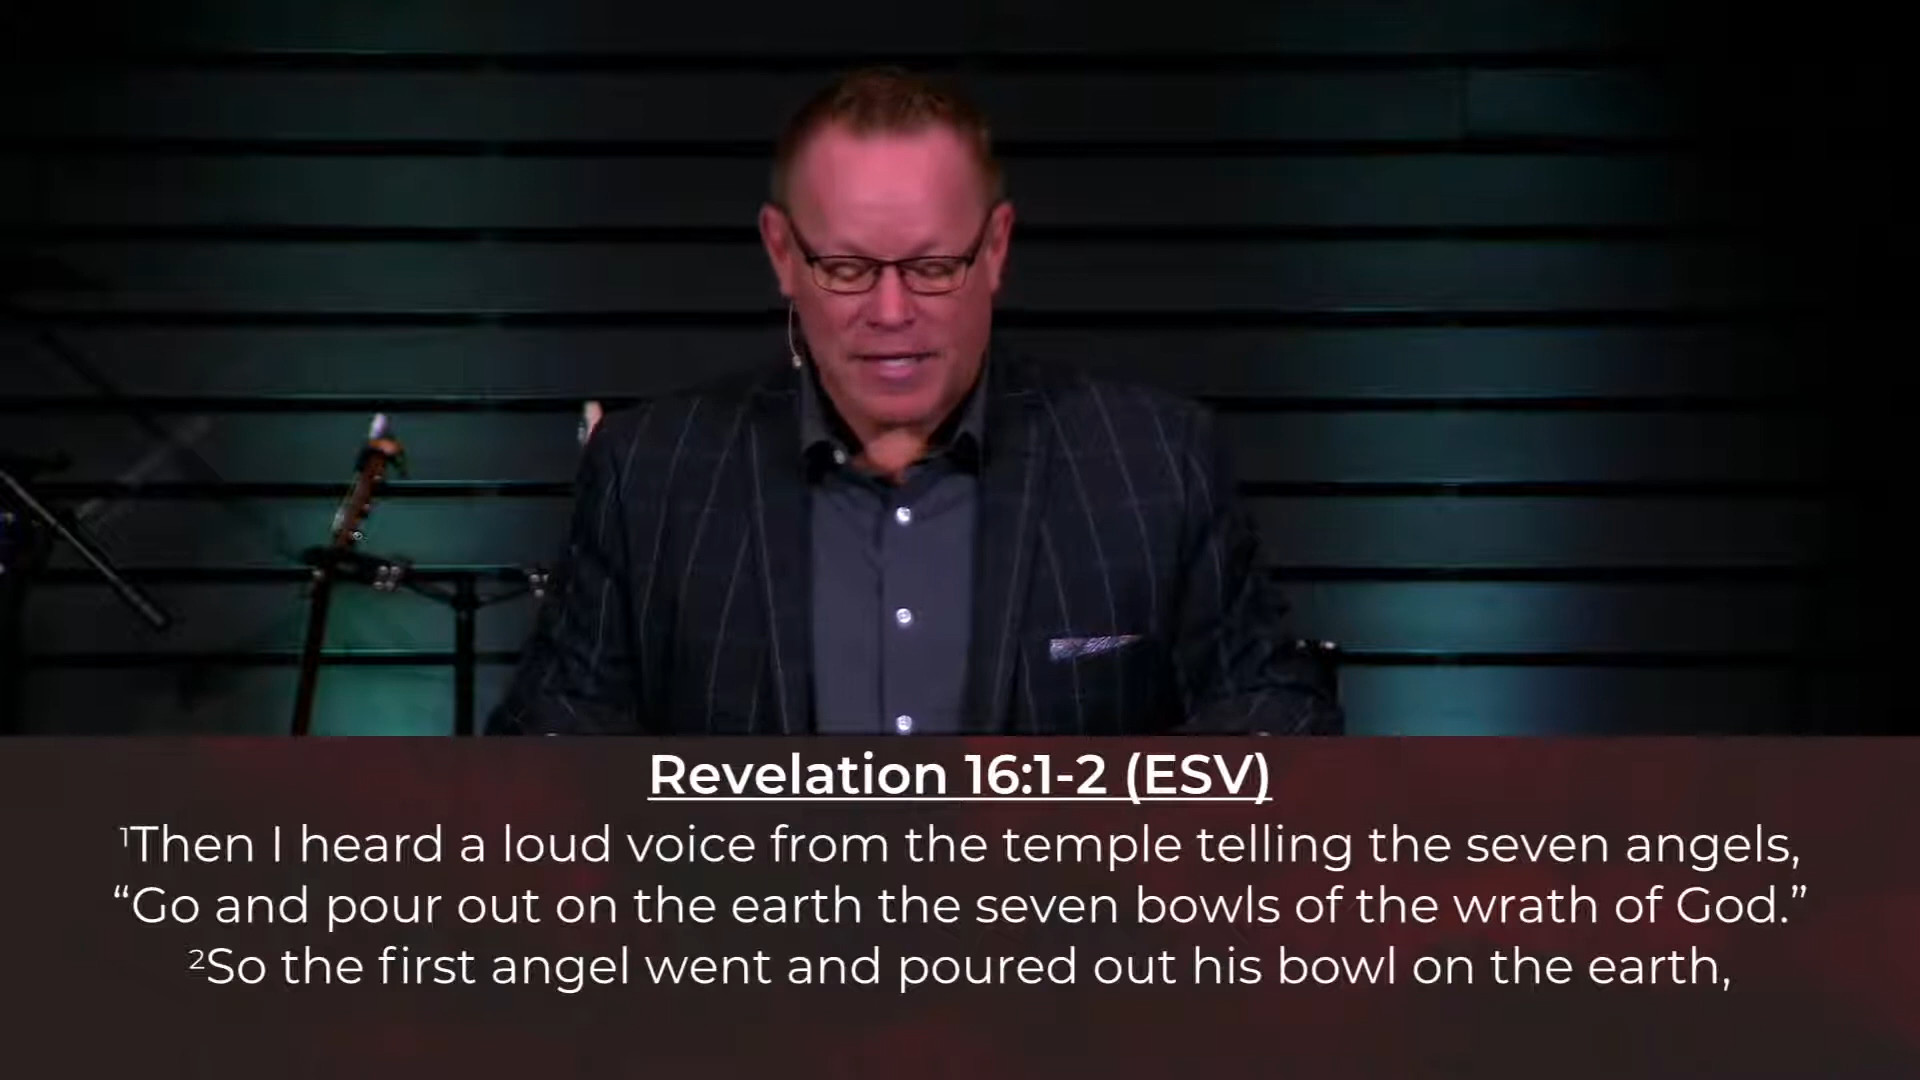 Revelation 16:1-2 (ESV)
¹Then I heard a loud voice from the temple telling the seven angels,
“Go and pour out on the earth the seven bowls of the wrath of God.”
²So the first angel went and poured out his bowl on the earth,